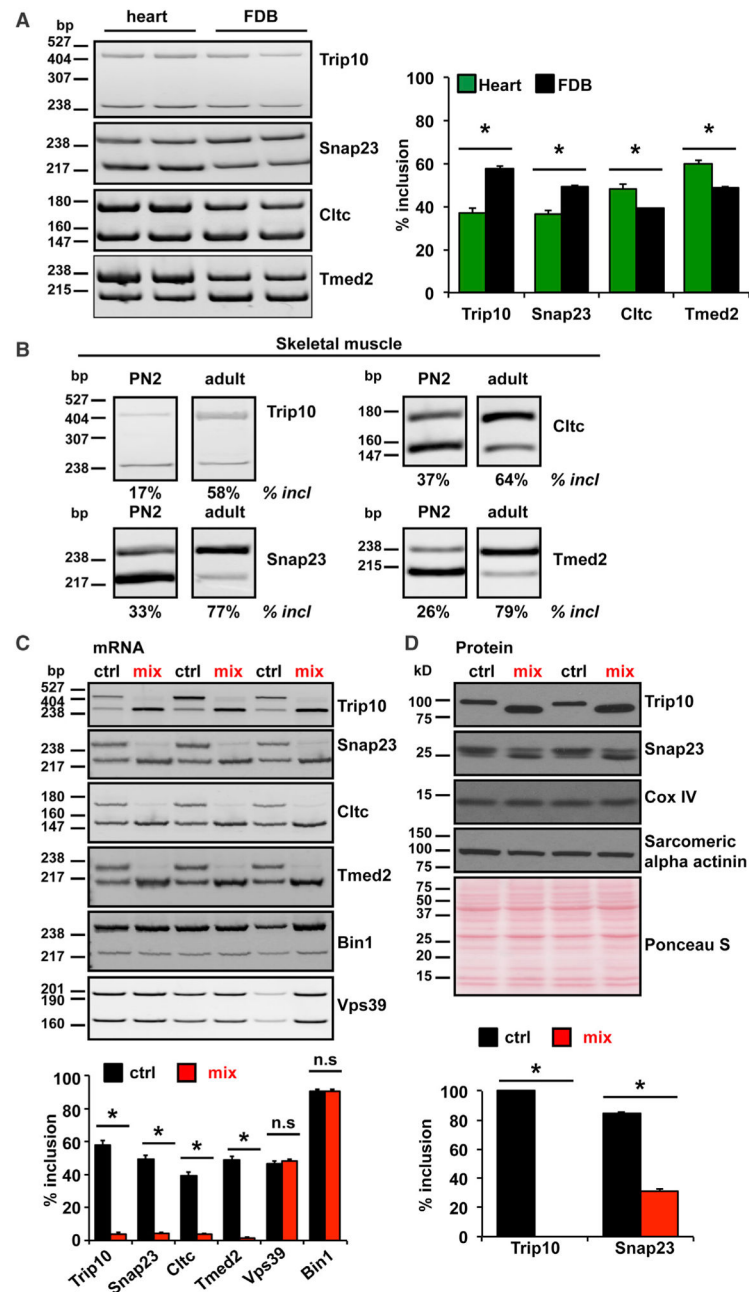 A
bp
heart FDB
527
404
307
238
Trip10
238
217
Snap23
180
160
147
Cltc
238
215
Tmed2
Heart FDB
% inclusion
100
80
60
40
20
0
* * * *
Trip10 Snap23 Cltc Tmed2
B
Skeletal muscle
bp PN2 adult
527
404
307
238
Trip10
17% 58% % incl
bp PN2 adult
180
160
147
Cltc
37% 64% % incl
bp PN2 adult
238
217
Snap23
33% 77% % incl
bp PN2 adult
238
215
Tmed2
26% 79% % incl
C
mRNA
bp ctrl mix ctrl mix ctrl mix
527
404
238
Trip10
238
217
Snap23
180
160
147
Cltc
238
217
Tmed2
238
217
Bin1
201
190
160
Vps39
ctrl mix
% inclusion
100
80
60
40
20
0
* * * * n.s n.s
Trip10 Snap23 Cltc Tmed2 Vps39 Bin1
D
Protein
kD ctrl mix ctrl mix
100
75
Trip10
25
Snap23
15
Cox IV
150
100
75
Sarcomeric
alpha actinin
75
50
37
25
20
15
Ponceau S
ctrl mix
% inclusion
100
80
60
40
20
0
* *
Trip10 Snap23